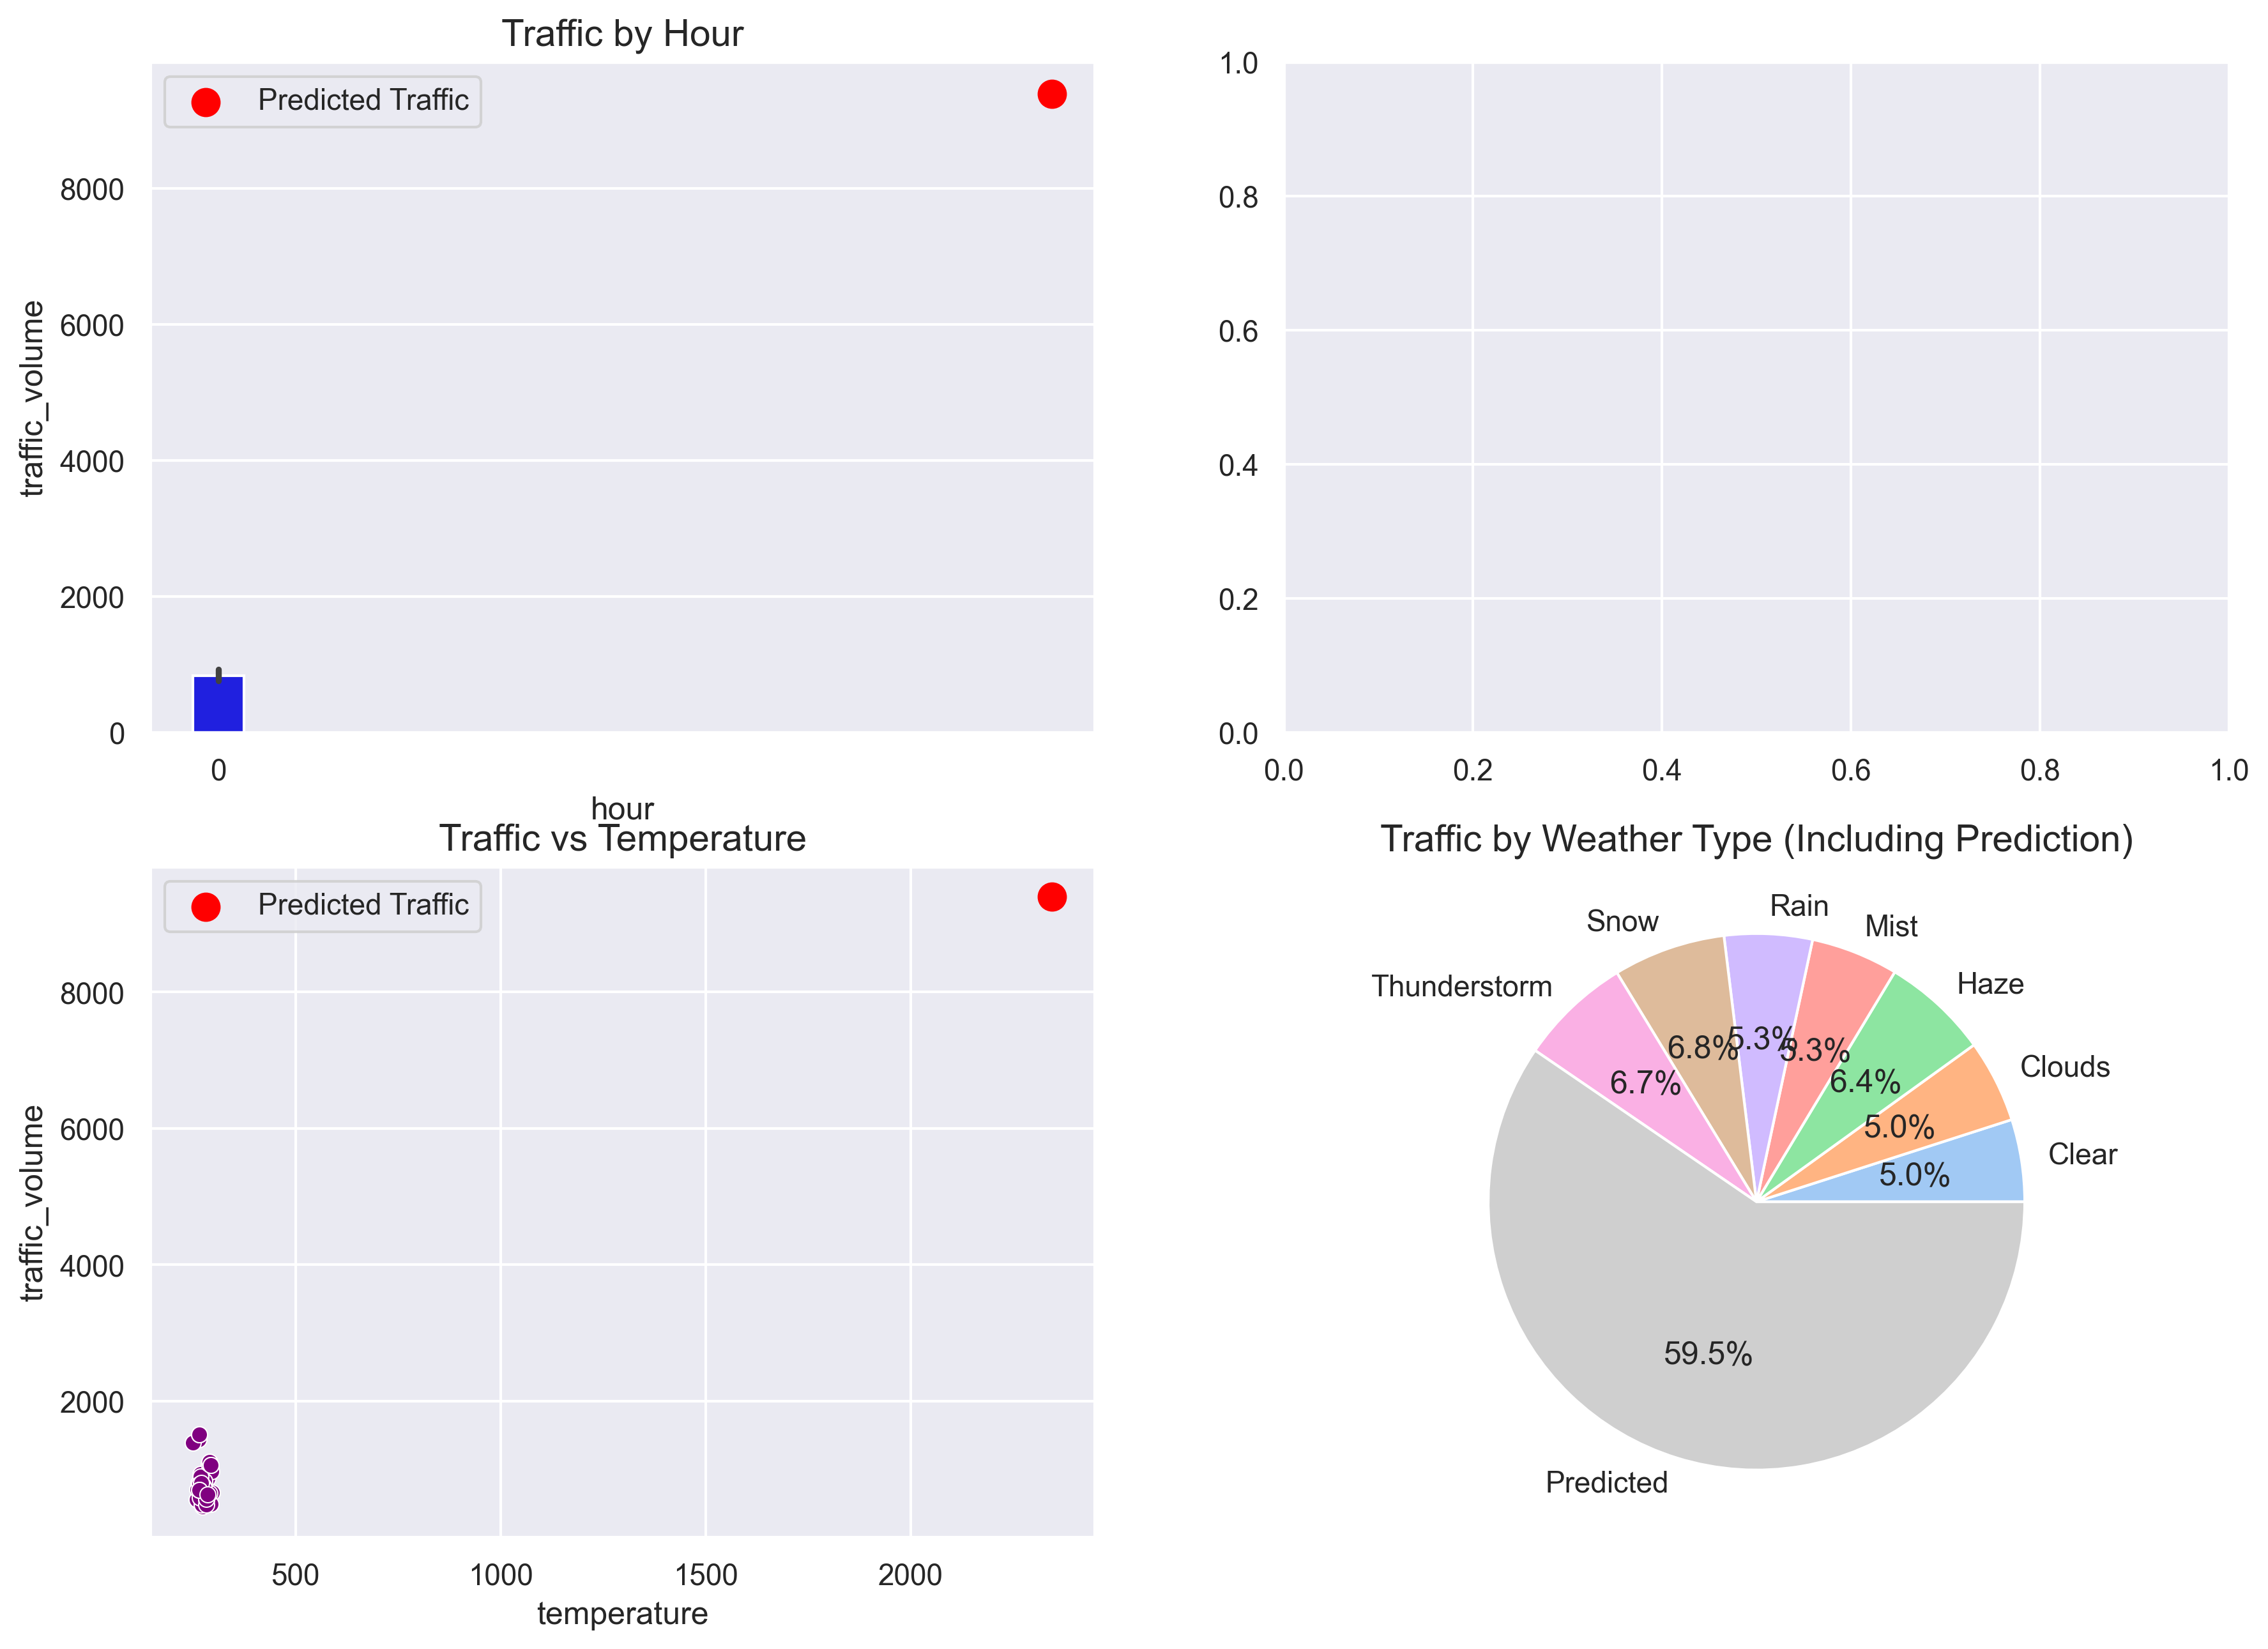 Traffic by Hour
Predicted Traffic
8000
6000
4000
2000
0
traffic_volume
0
hour
1.0
0.8
0.6
0.4
0.2
0.0
0.0 0.2 0.4 0.6 0.8 1.0
Traffic vs Temperature
Predicted Traffic
8000
6000
4000
2000
traffic_volume
500 1000 1500 2000
temperature
Traffic by Weather Type (Including Prediction)
Rain
Snow
Mist
Thunderstorm
Haze
Clouds
Clear
Predicted
6.8%
5.3%
5.3%
6.7%
6.4%
5.0%
5.0%
59.5%